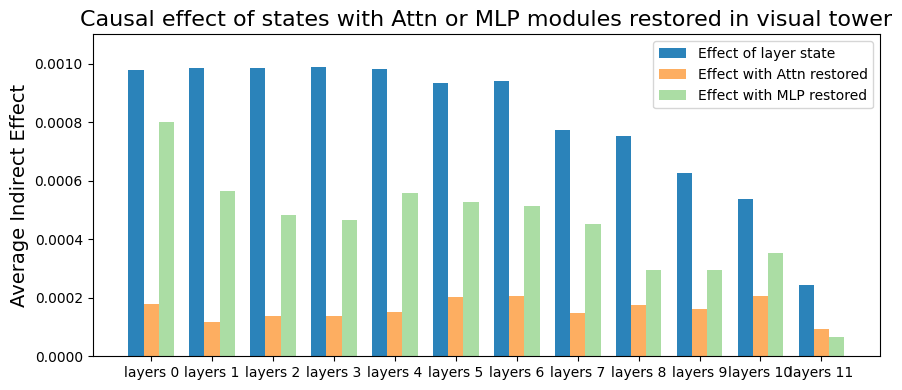 Causal effect of states with Attn or MLP modules restored in visual tower
Average Indirect Effect
0.0010
0.0008
0.0006
0.0004
0.0002
0.0000
Effect of layer state
Effect with Attn restored
Effect with MLP restored
layers 0 layers 1 layers 2 layers 3 layers 4 layers 5 layers 6 layers 7 layers 8 layers 9 layers 10 layers 11